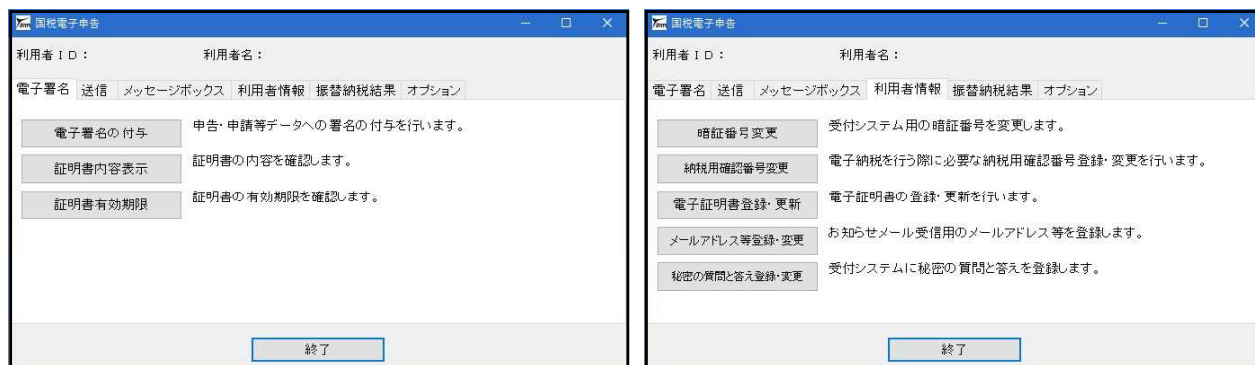 国税電子申告
利用者ID：　利用者名：
電子署名 送信 メッセージボックス 利用者情報 振替納税結果 オプション
電子署名の付与 申告・申請等データへの署名の付与を行います。
証明書内容表示 証明書の内容を確認します。
証明書有効期限 証明書の有効期限を確認します。
終了
国税電子申告
利用者ID：　利用者名：
電子署名 送信 メッセージボックス 利用者情報 振替納税結果 オプション
暗証番号変更 受付システム用の暗証番号を変更します。
納税用確認番号変更 電子納税を行う際に必要な納税用確認番号登録・変更を行います。
電子証明書登録・更新 電子証明書の登録・更新を行います。
メールアドレス等登録・変更 お知らせメール受信用のメールアドレス等を登録します。
秘密の質問と答え登録・変更 受付システムに秘密の質問と答えを登録します。
終了